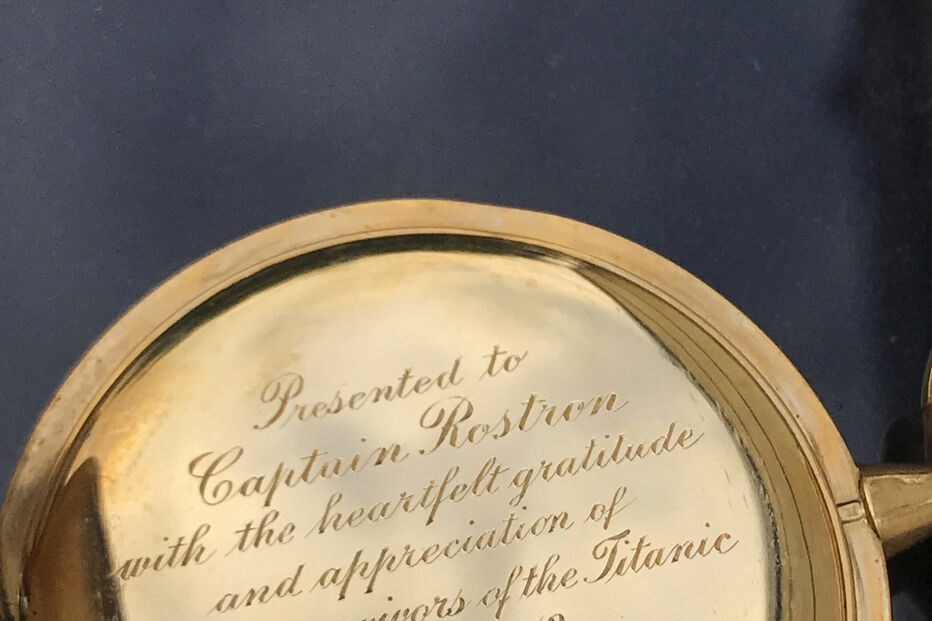 Presented to
Captain Rostron
with the heartfelt gratitude
and appreciation of
of the Titanic